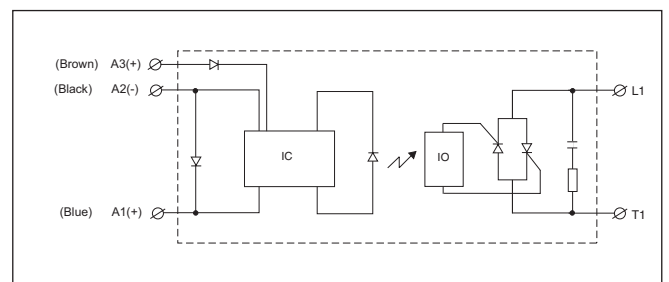 (Brown) A3(+)
(Black) A2(-)
L1
IC
IO
(Blue) A1(+)
T1